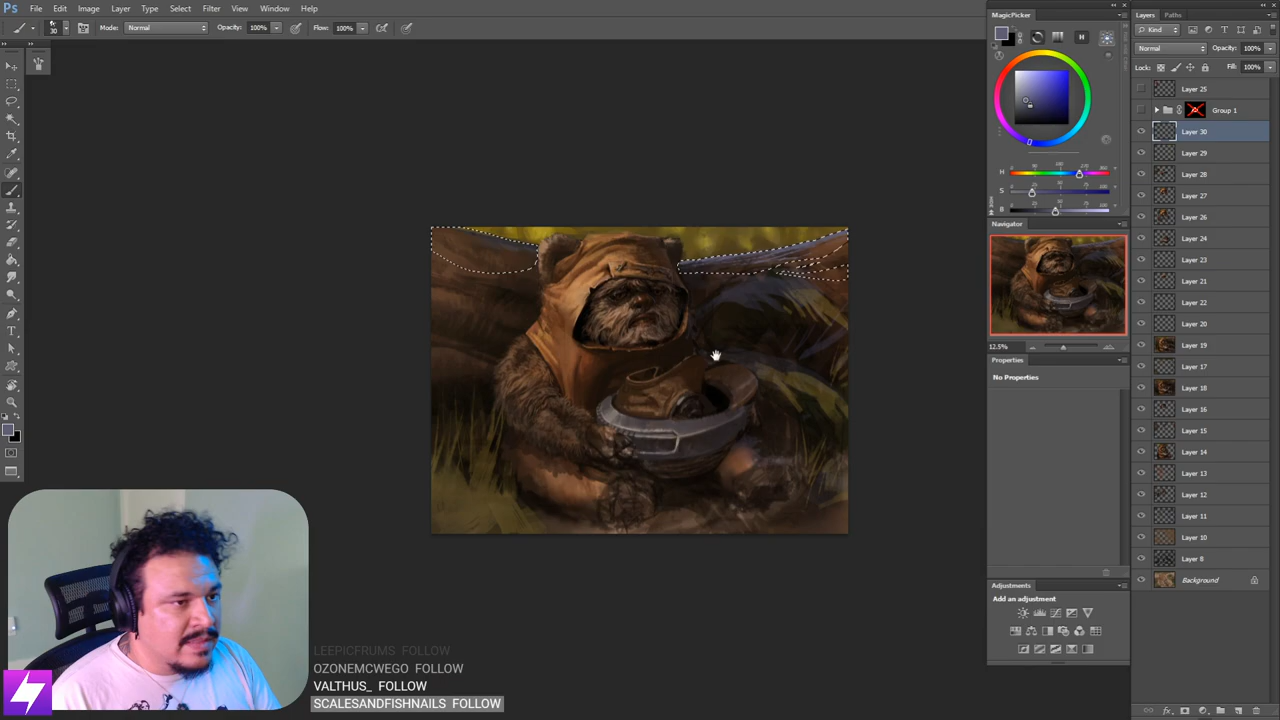 Ps File Edit Image Layer Type Select Filter View Window Help
30 Mode: Normal Opacity: 100% Flow: 100%
MagicPicker
H
H
S
B
Navigator
12.5%
Properties
No Properties
Adjustments
Add an adjustment
Layers Paths
Kind
Normal Opacity: 100%
Lock: Fill: 100%
Layer 25
Group 1
Layer 30
Layer 29
Layer 28
Layer 27
Layer 26
Layer 24
Layer 23
Layer 21
Layer 22
Layer 20
Layer 19
Layer 17
Layer 18
Layer 16
Layer 15
Layer 14
Layer 13
Layer 12
Layer 11
Layer 10
Layer 8
Background
fx
LEEPICFRUMS FOLLOW
OZONEMCWEGO FOLLOW
VALTHUS_ FOLLOW
SCALESANDFISHNAILS FOLLOW